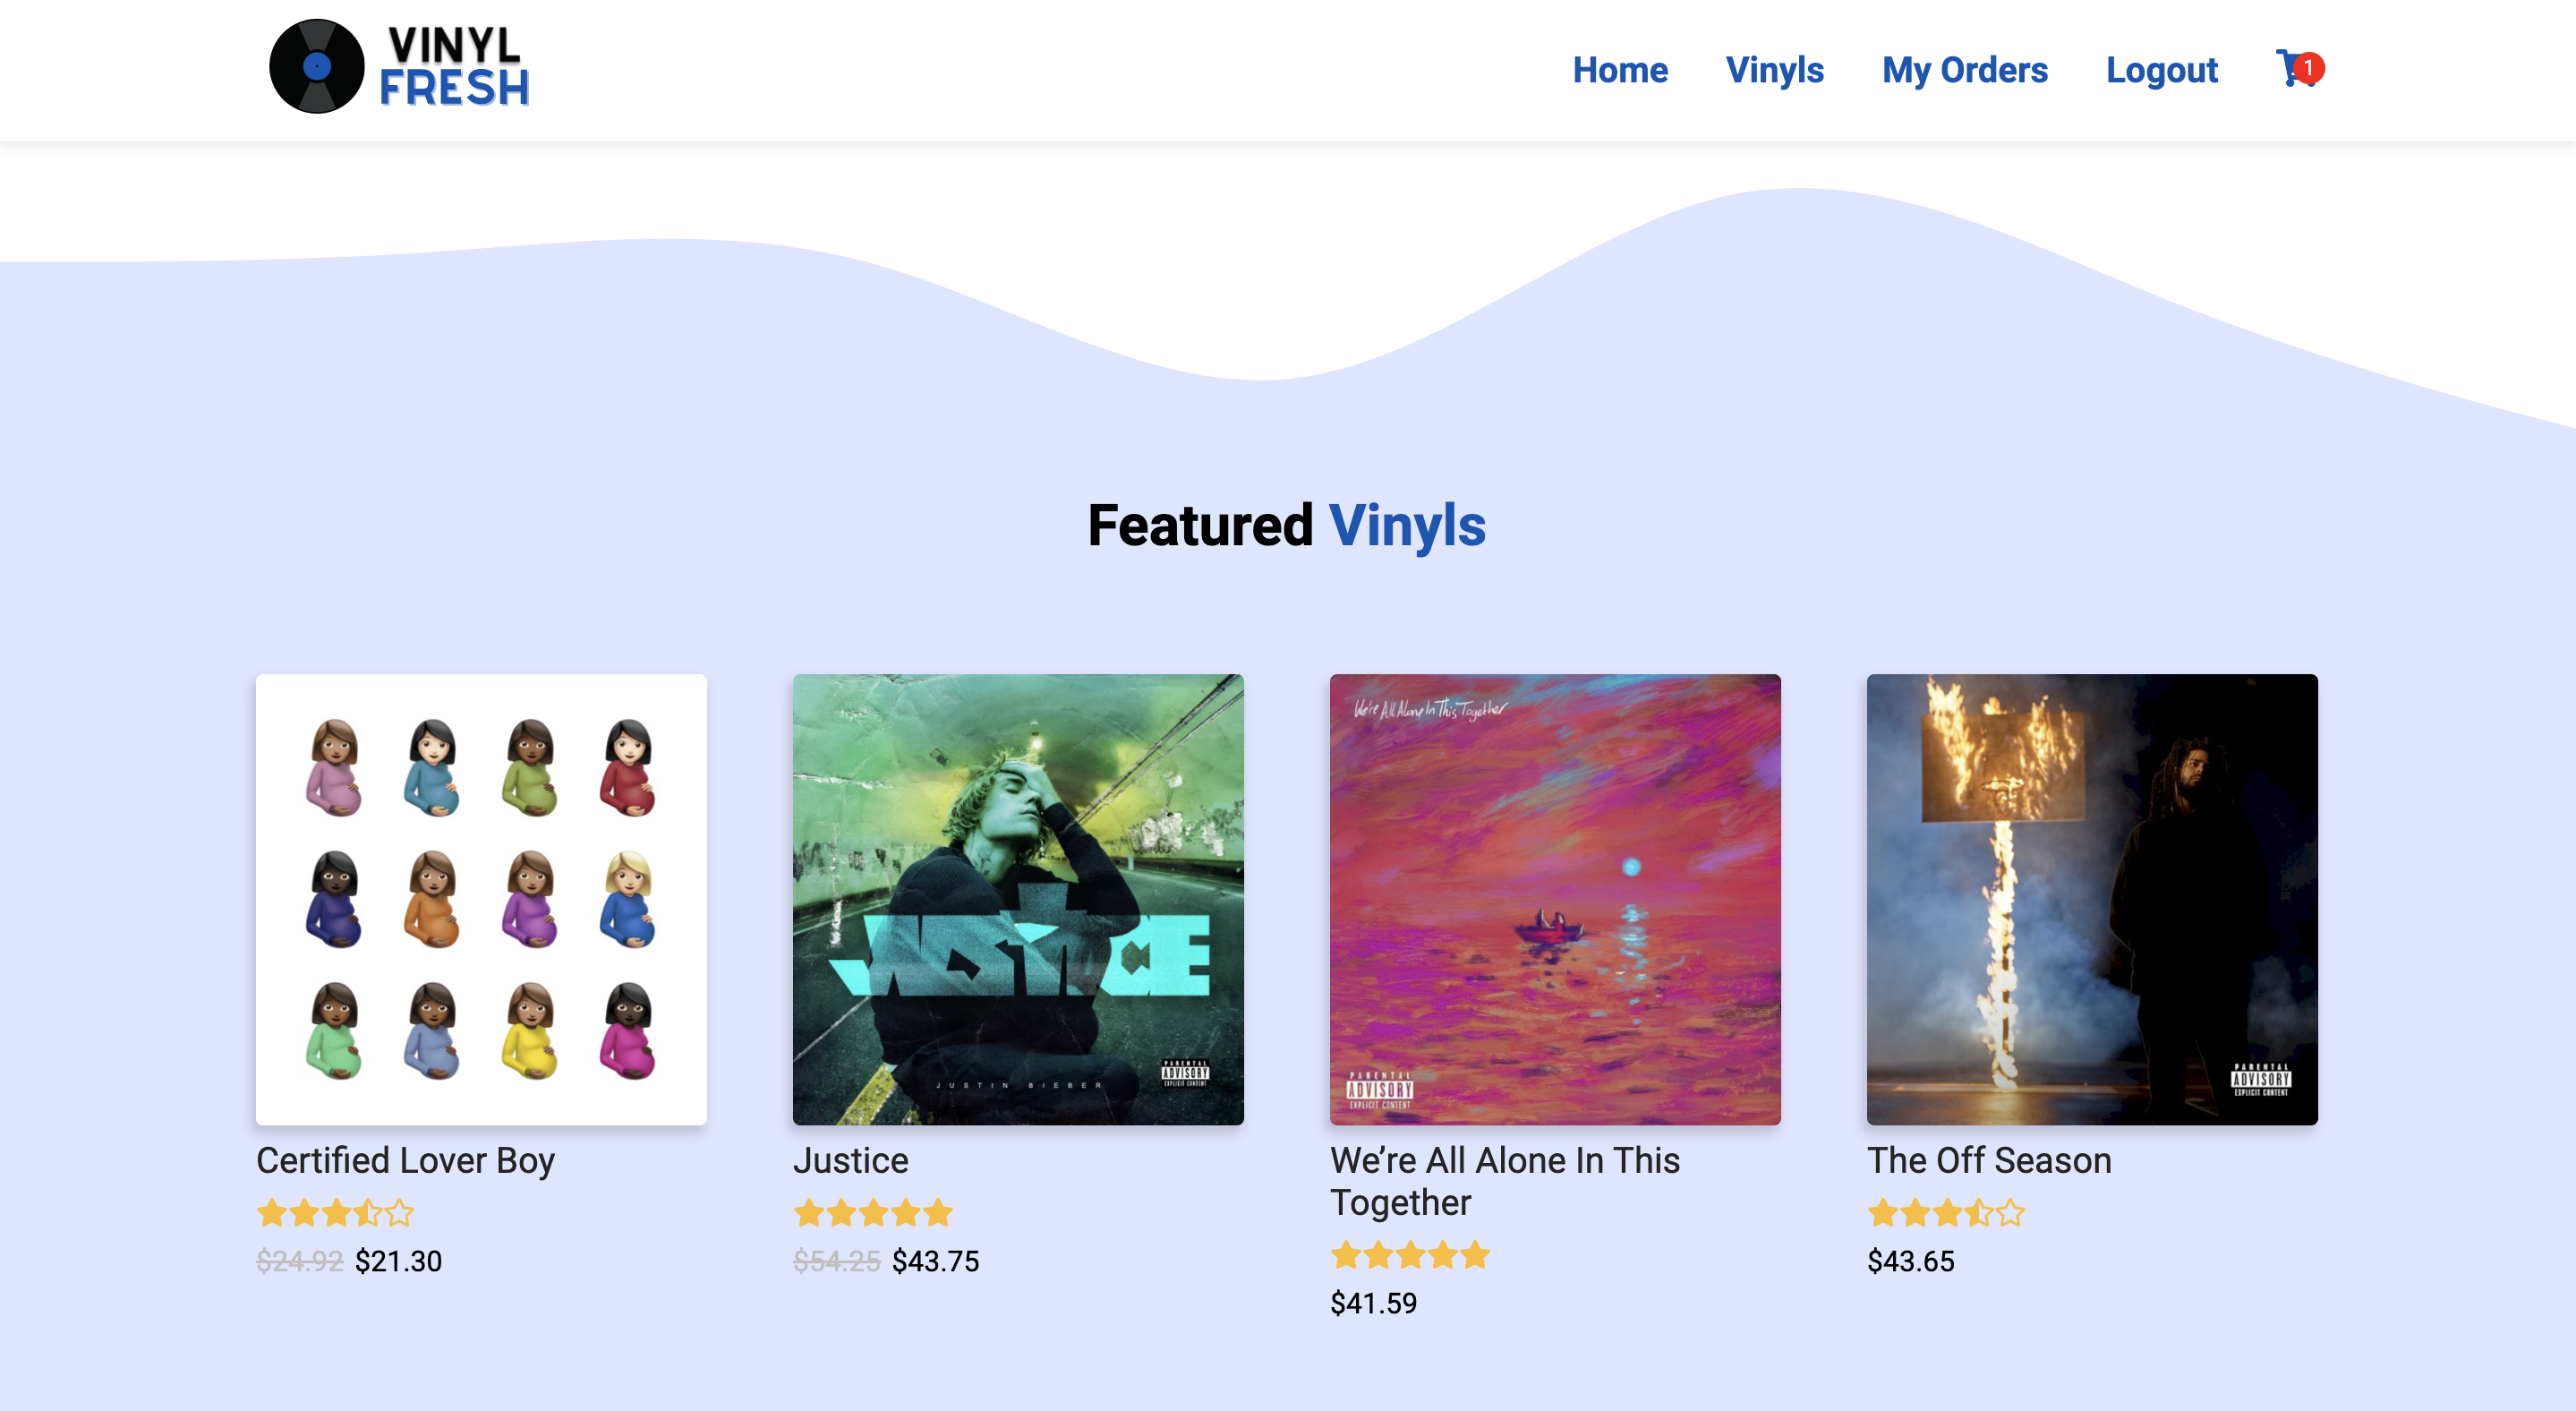 VINYL
FRESH
Home
Vinyls
My Orders
Logout
1
Featured Vinyls
We're All Alone In This Together
PARENTAL
ADVISORY
EXPLICIT CONTENT
JUSTICE
JUSTIN BIEBER
PARENTAL
ADVISORY
EXPLICIT CONTENT
PARENTAL
ADVISORY
EXPLICIT CONTENT
Certified Lover Boy
$24.92 $21.30
Justice
$54.25 $43.75
We’re All Alone In This
Together
$41.59
The Off Season
$43.65